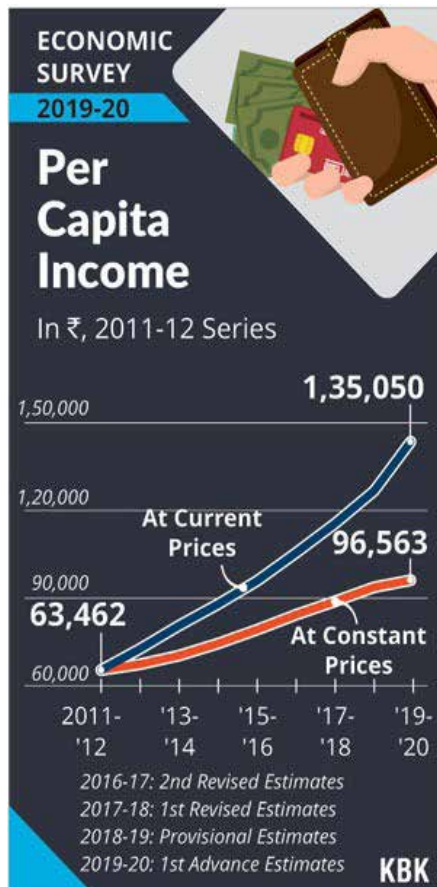 ECONOMIC
SURVEY
2019-20
Per
Capita
Income
In ₹, 2011-12 Series
1,35,050
1,50,000
1,20,000
At Current
Prices
96,563
90,000
63,462
At Constant
Prices
60,000
2011-
'12
'13-
'14
'15-
'16
'17-
'18
'19-
'20
2016-17: 2nd Revised Estimates
2017-18: 1st Revised Estimates
2018-19: Provisional Estimates
2019-20: 1st Advance Estimates
KBK